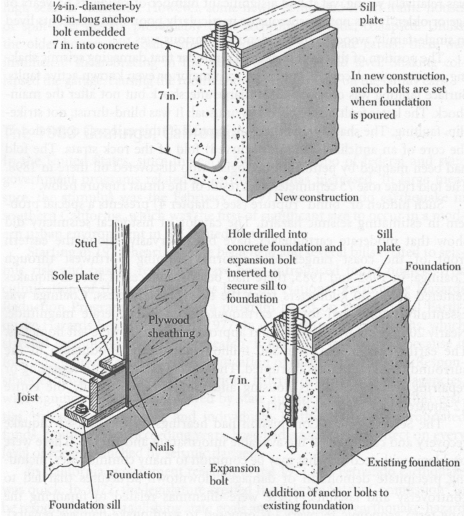 ½-in.-diameter-by
10-in-long anchor
bolt embedded
7 in. into concrete
Sill
plate
7 in.
In new construction,
anchor bolts are set
when foundation
is poured
New construction
Stud
Sole plate
Plywood
sheathing
Joist
Nails
Foundation
Foundation sill
Hole drilled into
concrete foundation and
expansion bolt
inserted to
secure sill to
foundation
Sill
plate
Foundation
7 in.
Expansion
bolt
Existing foundation
Addition of anchor bolts to
existing foundation